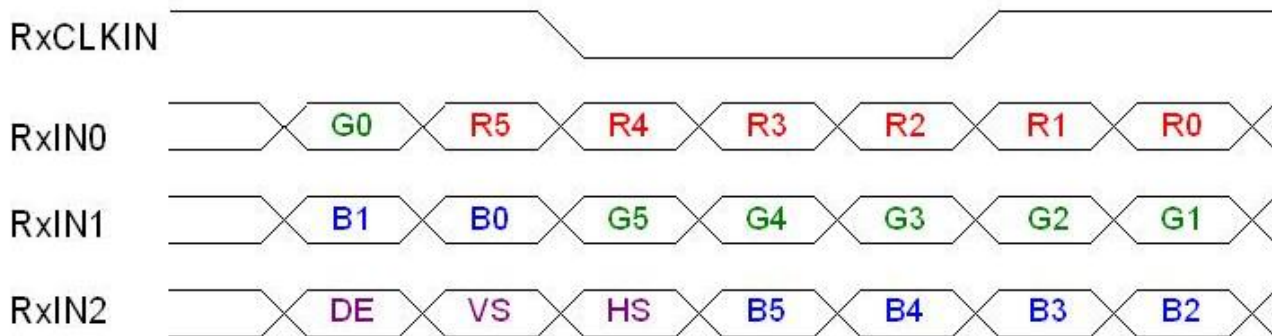 RxCLKIN
RxIN0 G0 R5 R4 R3 R2 R1 R0
RxIN1 B1 B0 G5 G4 G3 G2 G1
RxIN2 DE VS HS B5 B4 B3 B2